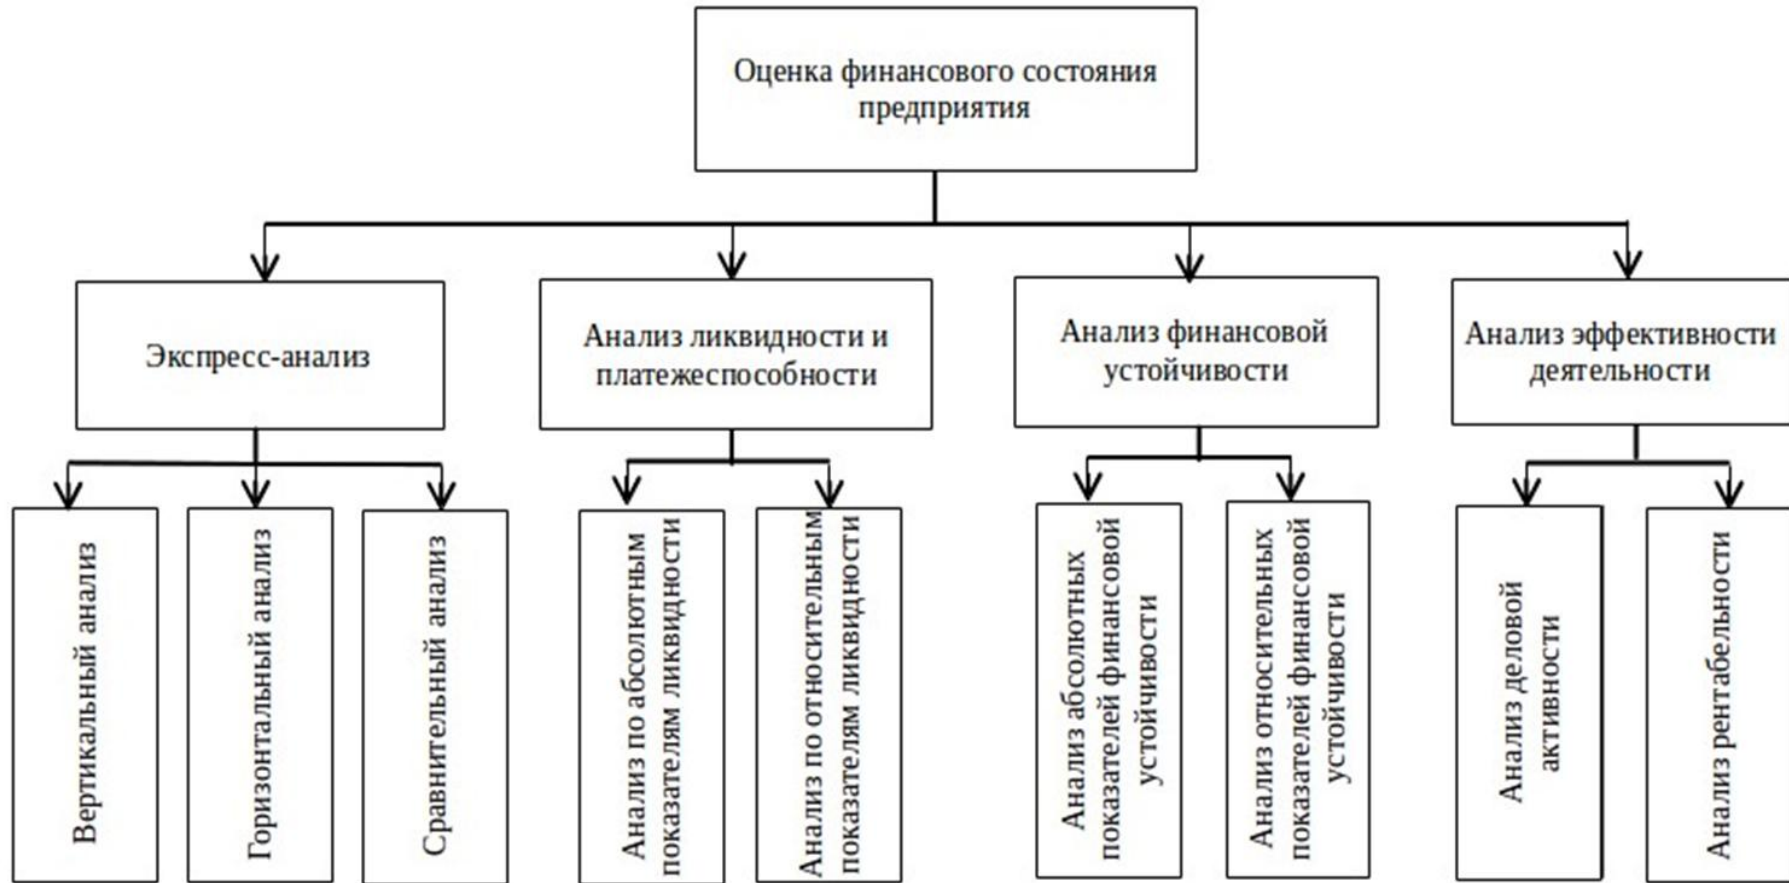 Оценка финансового состояния
предприятия
Экспресс-анализ
Анализ ликвидности и
платежеспособности
Анализ финансовой
устойчивости
Анализ эффективности
деятельности
Вертикальный анализ
Горизонтальный анализ
Сравнительный анализ
Анализ по абсолютным
показателям ликвидности
Анализ по относительным
показателям ликвидности
Анализ абсолютных
показателей финансовой
устойчивости
Анализ относительных
показателей финансовой
устойчивости
Анализ деловой
активности
Анализ рентабельности